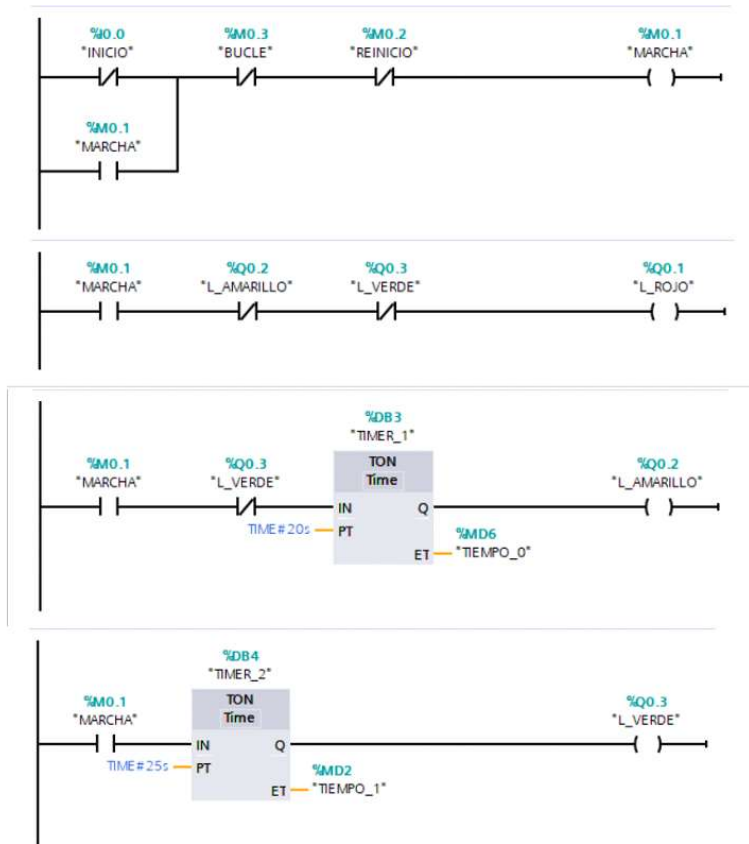 %I0.0 %M0.3 %M0.2 %M0.1
"INICIO" "BUCLE" "REINICIO" "MARCHA"
%M0.1
"MARCHA"
%M0.1 %Q0.2 %Q0.3 %Q0.1
"MARCHA" "L_AMARILLO" "L_VERDE" "L_ROJO"
%DB3
"TIMER_1"
%M0.1 %Q0.3 TON %Q0.2
"MARCHA" "L_VERDE" Time "L_AMARILLO"
IN Q
TIME#20s PT %MD6
ET "TIEMPO_0"
%DB4
"TIMER_2"
%M0.1 TON %Q0.3
"MARCHA" Time "L_VERDE"
IN Q
TIME#25s PT %MD2
ET "TIEMPO_1"